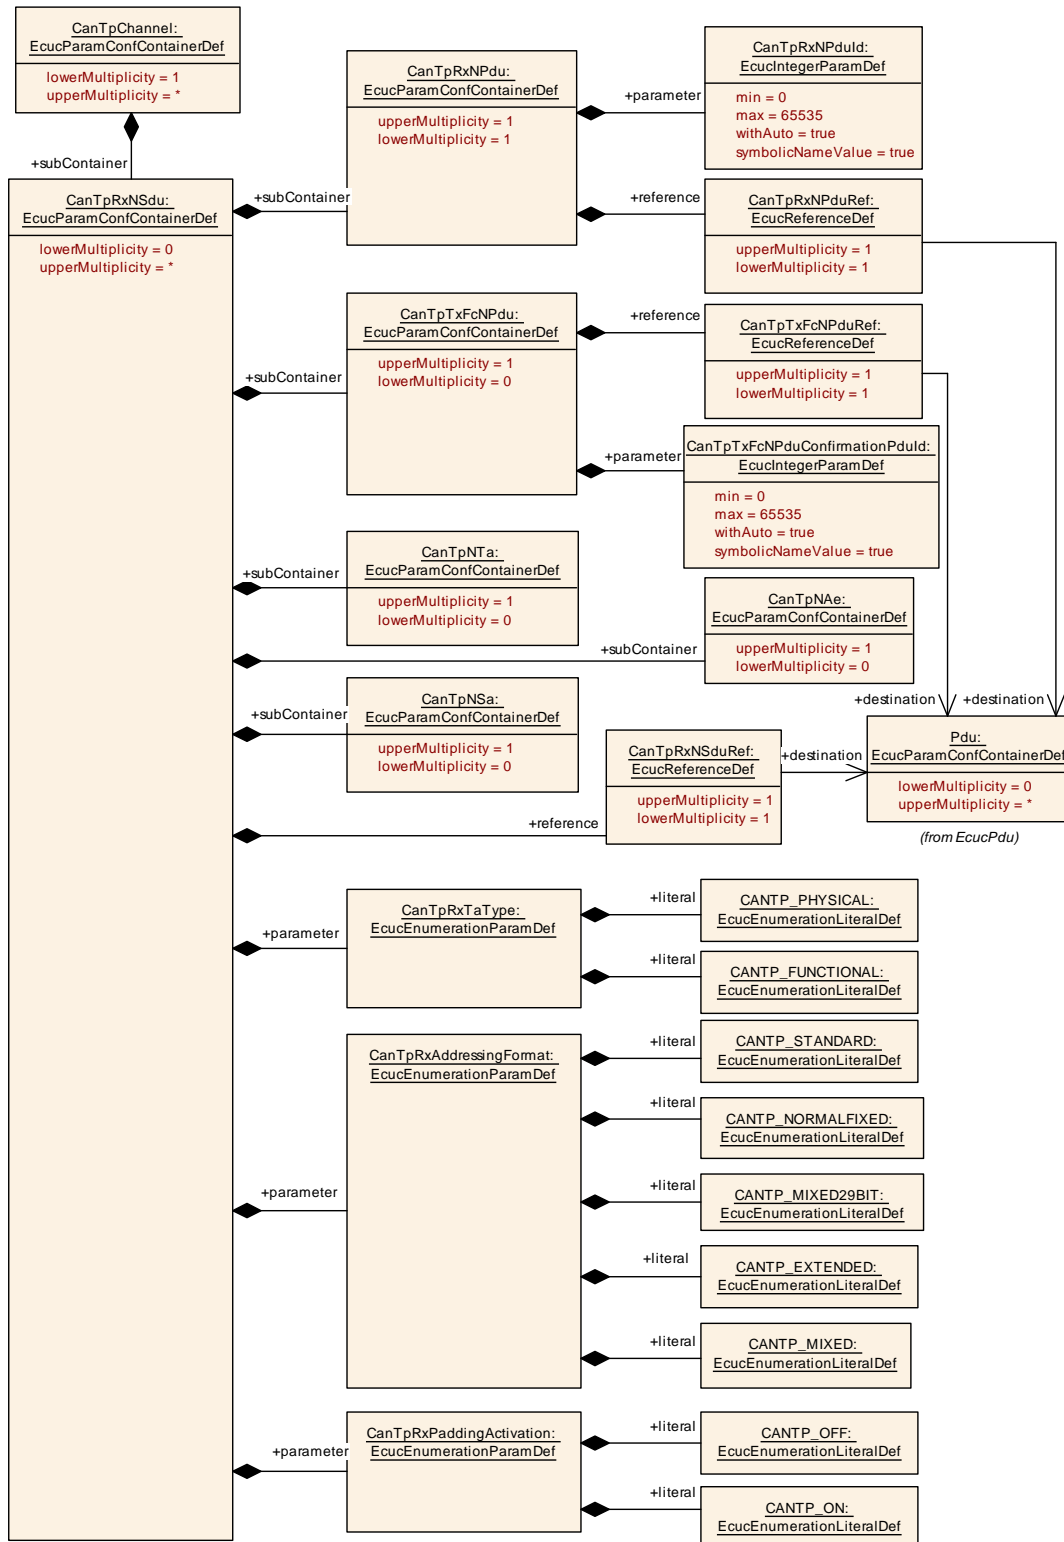 CanTpChannel:
EcucParamConfContainerDef
lowerMultiplicity = 1
upperMultiplicity = *
+subContainer
CanTpRxNSdu:
EcucParamConfContainerDef
lowerMultiplicity = 0
upperMultiplicity = *
+subContainer
CanTpRxNPdu:
EcucParamConfContainerDef
upperMultiplicity = 1
lowerMultiplicity = 1
+parameter
CanTpRxNPduId:
EcucIntegerParamDef
min = 0
max = 65535
withAuto = true
symbolicNameValue = true
+reference
CanTpRxNPduRef:
EcucReferenceDef
upperMultiplicity = 1
lowerMultiplicity = 1
+subContainer
CanTpTxFcNPdu:
EcucParamConfContainerDef
upperMultiplicity = 1
lowerMultiplicity = 0
+reference
CanTpTxFcNPduRef:
EcucReferenceDef
upperMultiplicity = 1
lowerMultiplicity = 1
+parameter
CanTpTxFcNPduConfirmationPduId:
EcucIntegerParamDef
min = 0
max = 65535
withAuto = true
symbolicNameValue = true
+subContainer
CanTpNTa:
EcucParamConfContainerDef
upperMultiplicity = 1
lowerMultiplicity = 0
+subContainer
CanTpNAe:
EcucParamConfContainerDef
upperMultiplicity = 1
lowerMultiplicity = 0
+subContainer
CanTpNSa:
EcucParamConfContainerDef
upperMultiplicity = 1
lowerMultiplicity = 0
+destination
+destination
+reference
CanTpRxNSduRef:
EcucReferenceDef
upperMultiplicity = 1
lowerMultiplicity = 1
+destination
Pdu:
EcucParamConfContainerDef
lowerMultiplicity = 0
upperMultiplicity = *
(from EcucPdu)
+parameter
CanTpRxTaType:
EcucEnumerationParamDef
+literal
CANTP_PHYSICAL:
EcucEnumerationLiteralDef
+literal
CANTP_FUNCTIONAL:
EcucEnumerationLiteralDef
+parameter
CanTpRxAddressingFormat:
EcucEnumerationParamDef
+literal
CANTP_STANDARD:
EcucEnumerationLiteralDef
+literal
CANTP_NORMALFIXED:
EcucEnumerationLiteralDef
+literal
CANTP_MIXED29BIT:
EcucEnumerationLiteralDef
+literal
CANTP_EXTENDED:
EcucEnumerationLiteralDef
+literal
CANTP_MIXED:
EcucEnumerationLiteralDef
+parameter
CanTpRxPaddingActivation:
EcucEnumerationParamDef
+literal
CANTP_OFF:
EcucEnumerationLiteralDef
+literal
CANTP_ON:
EcucEnumerationLiteralDef